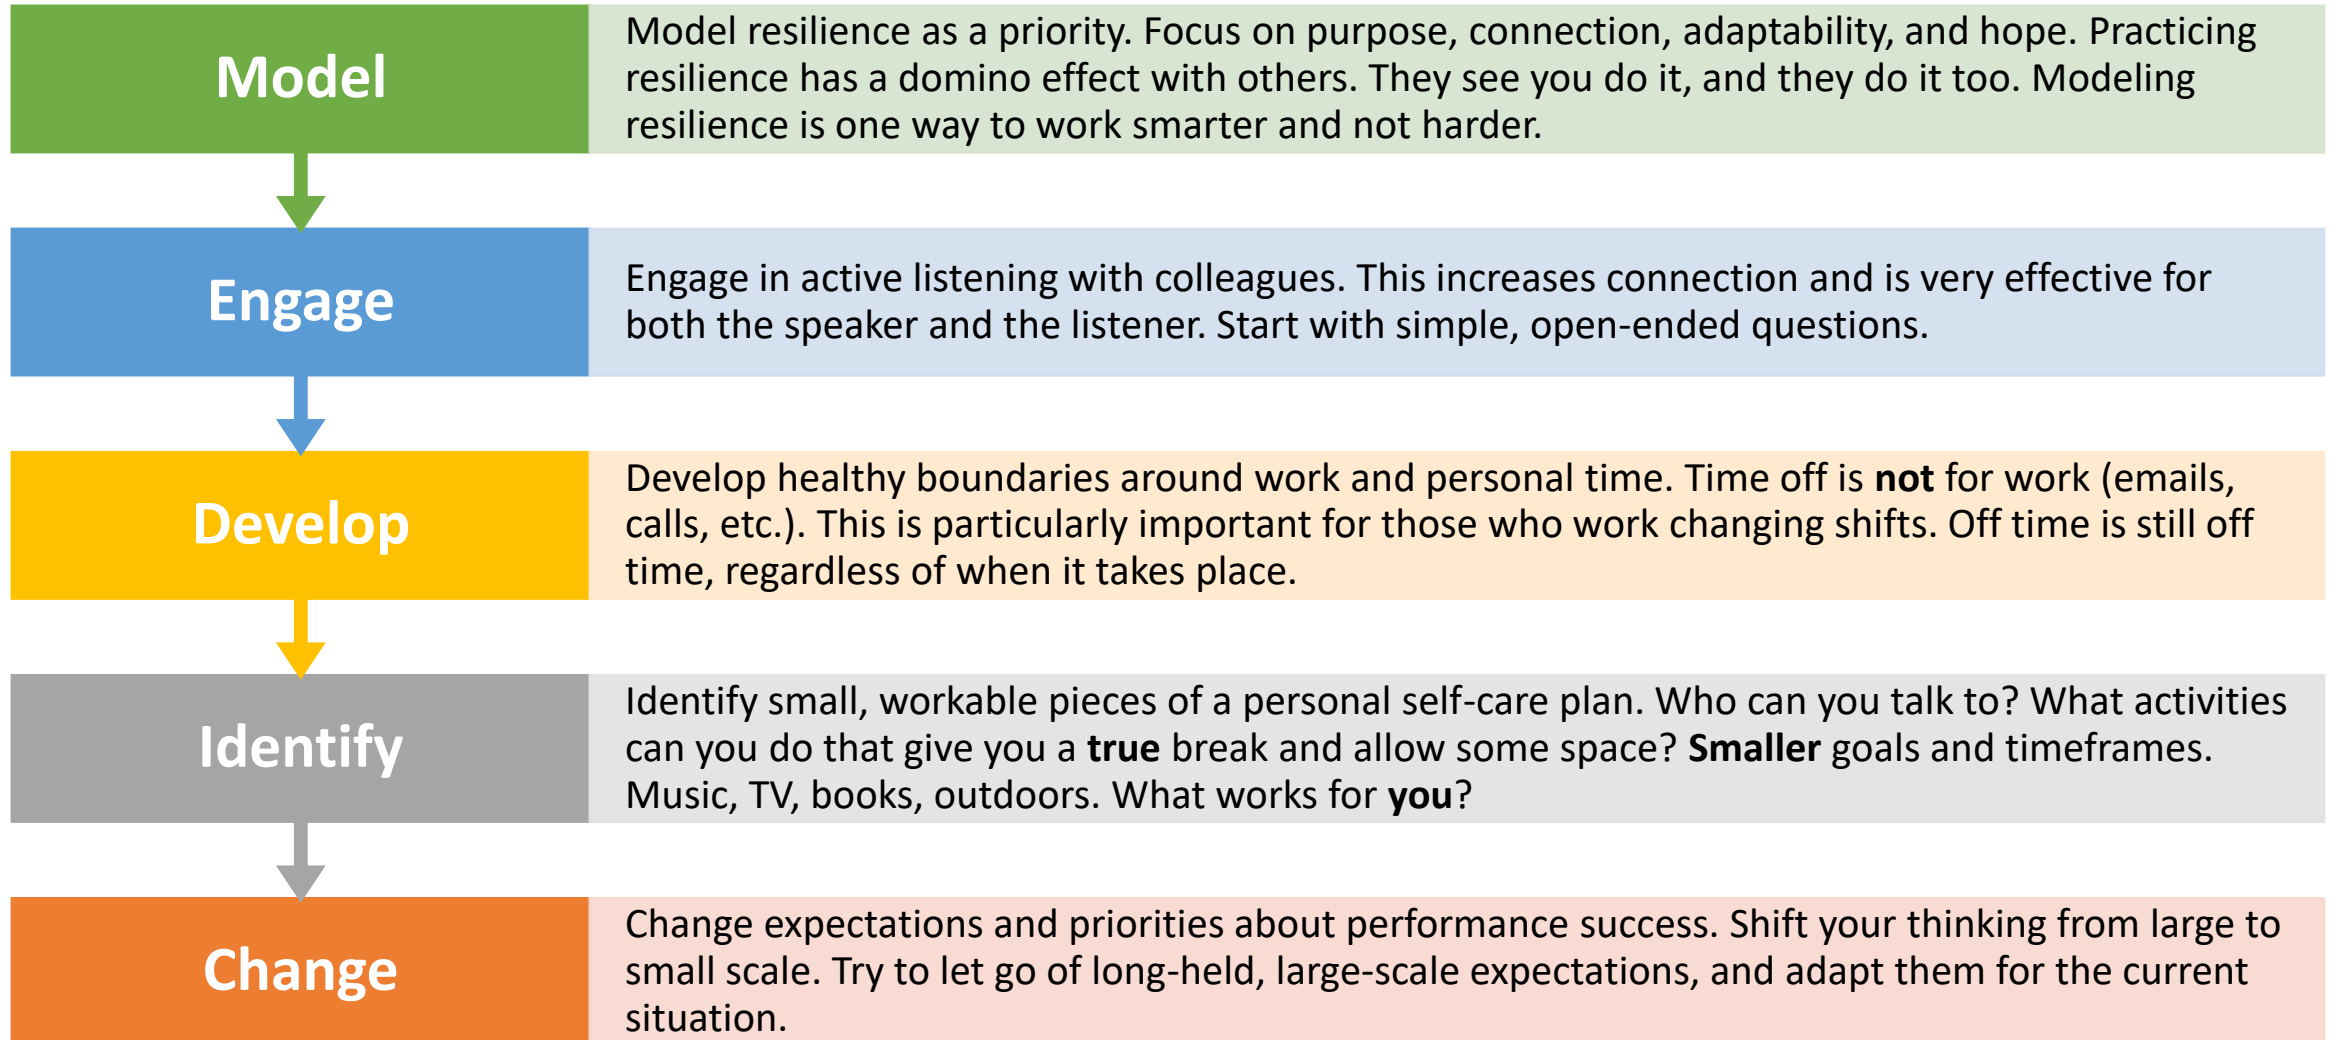 Model
Model resilience as a priority. Focus on purpose, connection, adaptability, and hope. Practicing
resilience has a domino effect with others. They see you do it, and they do it too. Modeling
resilience is one way to work smarter and not harder.
Engage
Engage in active listening with colleagues. This increases connection and is very effective for
both the speaker and the listener. Start with simple, open-ended questions.
Develop
Develop healthy boundaries around work and personal time. Time off is not for work (emails,
calls, etc.). This is particularly important for those who work changing shifts. Off time is still off
time, regardless of when it takes place.
Identify
Identify small, workable pieces of a personal self-care plan. Who can you talk to? What activities
can you do that give you a true break and allow some space? Smaller goals and timeframes.
Music, TV, books, outdoors. What works for you?
Change
Change expectations and priorities about performance success. Shift your thinking from large to
small scale. Try to let go of long-held, large-scale expectations, and adapt them for the current
situation.